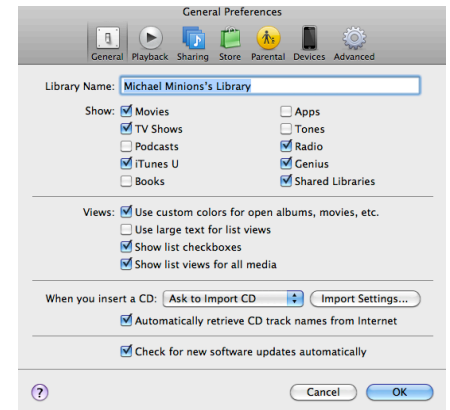 General Preferences
General Playback Sharing Store Parental Devices Advanced
Library Name: Michael Minions's Library
Show: Movies Apps
TV Shows Tones
Podcasts Radio
iTunes U Genius
Books Shared Libraries
Views: Use custom colors for open albums, movies, etc.
Use large text for list views
Show list checkboxes
Show list views for all media
When you insert a CD: Ask to Import CD Import Settings...
Automatically retrieve CD track names from Internet
Check for new software updates automatically
? Cancel OK